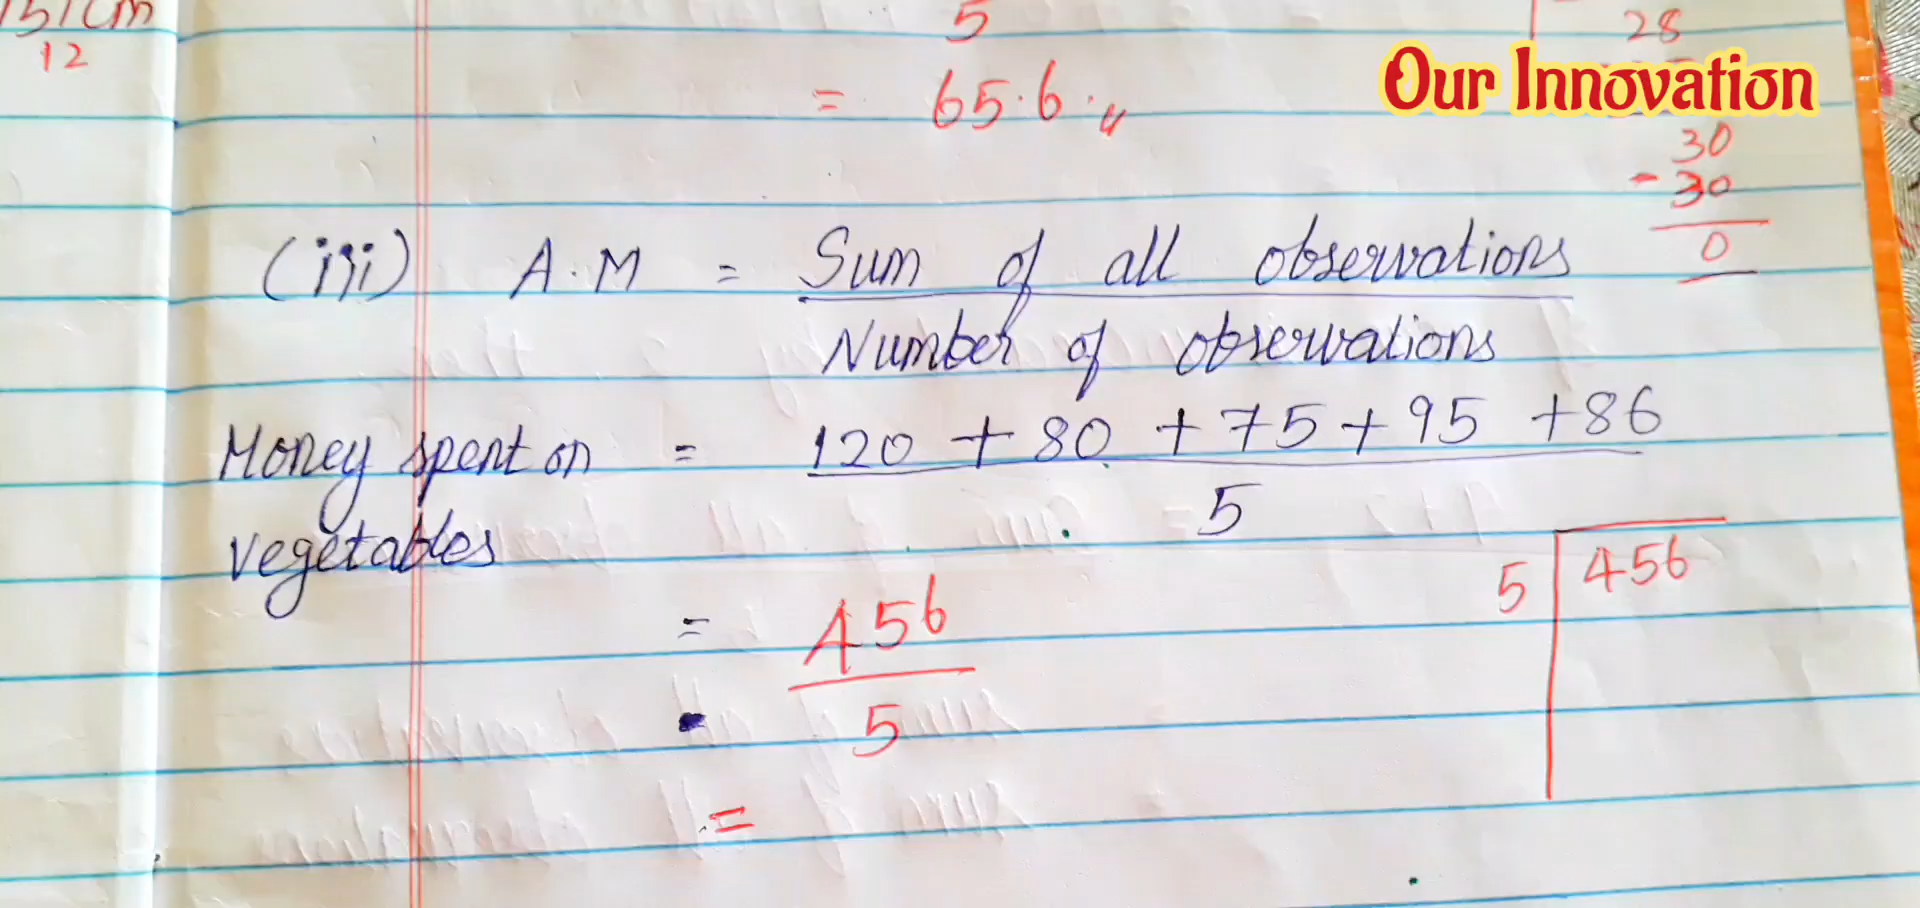 5
28
12
= 65.6.
Our Innovation
30
- 30
0
(iii) A.M = Sum of all observations
Number of observations
Money spent on = 120 + 80 + 75 + 95 + 86
vegetables
5
= 456
5
5 456
=